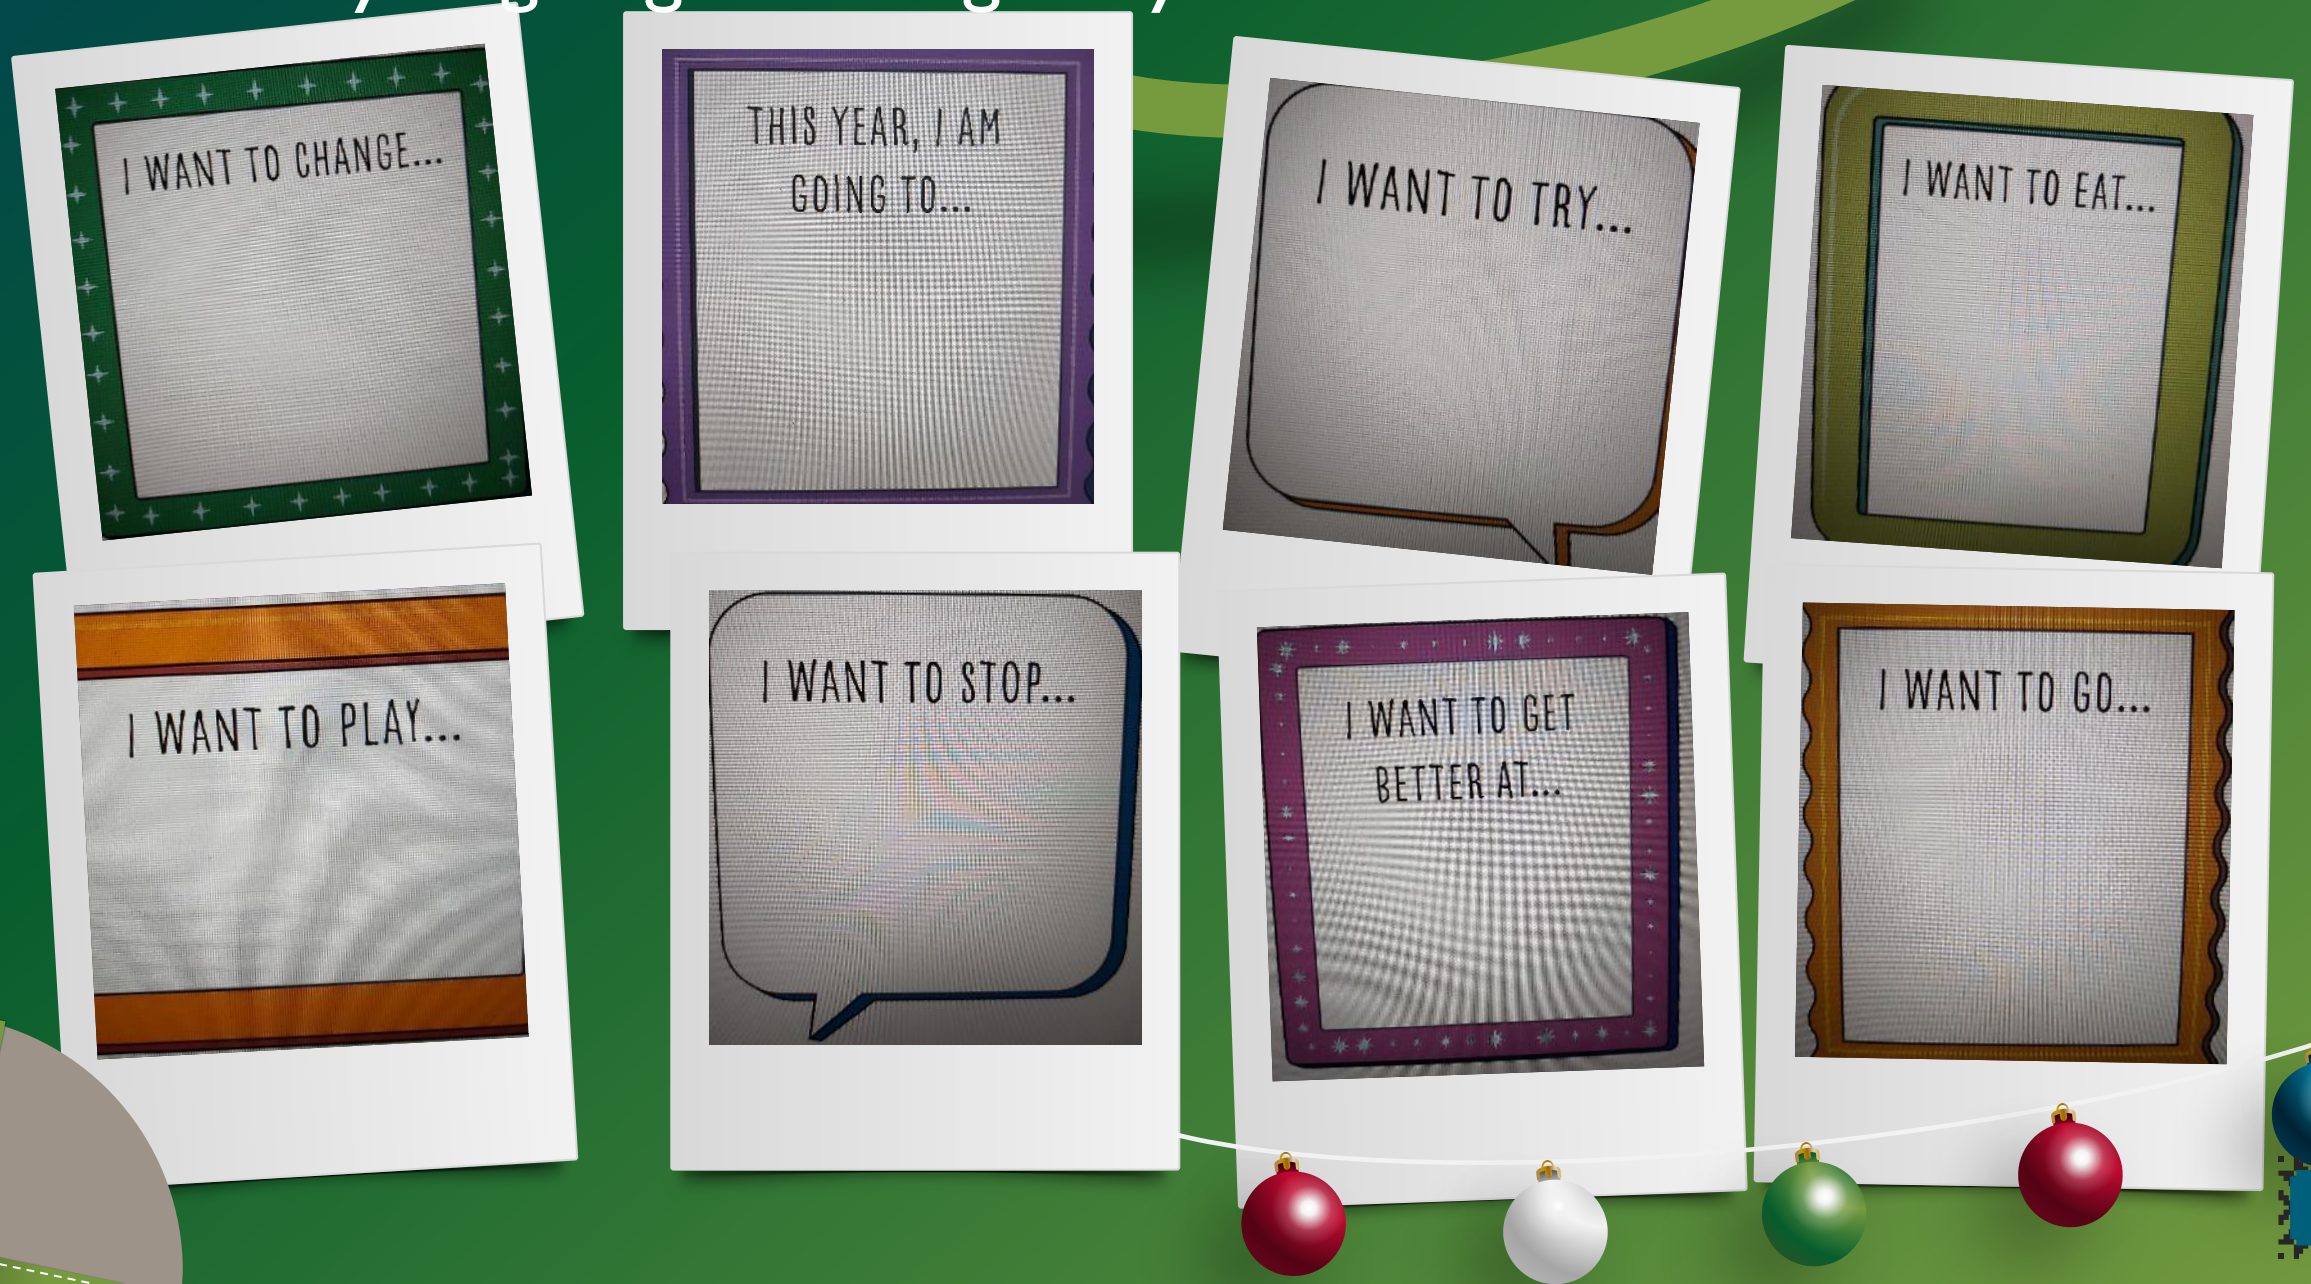 I WANT TO CHANGE...
THIS YEAR, I AM
GOING TO...
I WANT TO TRY...
I WANT TO EAT...
I WANT TO PLAY...
I WANT TO STOP...
I WANT TO GET
BETTER AT...
I WANT TO GO...